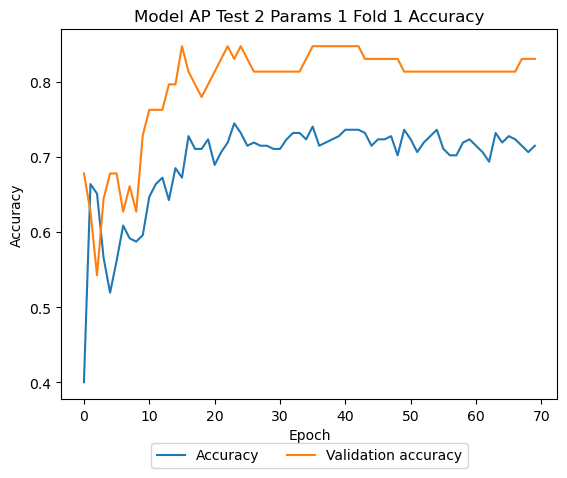 Model AP Test 2 Params 1 Fold 1 Accuracy
Accuracy
0.8
0.7
0.6
0.5
0.4
0 10 20 30 40 50 60 70
Epoch
Accuracy Validation accuracy